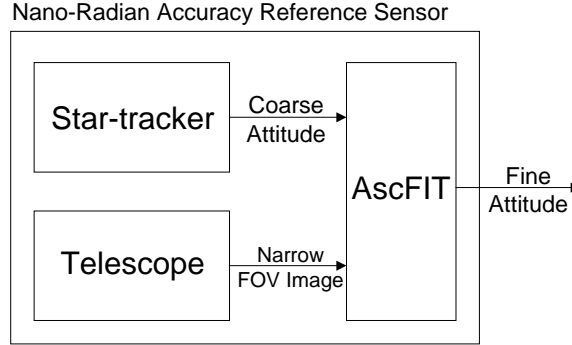 Nano-Radian Accuracy Reference Sensor
Star-tracker
Coarse
Attitude
AscFIT
Fine
Attitude
Telescope
Narrow
FOV Image